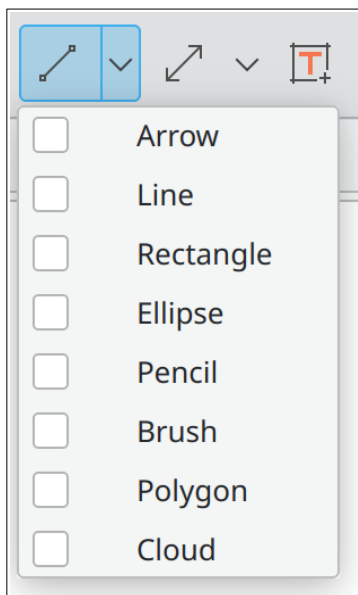 T
Arrow
Line
Rectangle
Ellipse
Pencil
Brush
Polygon
Cloud